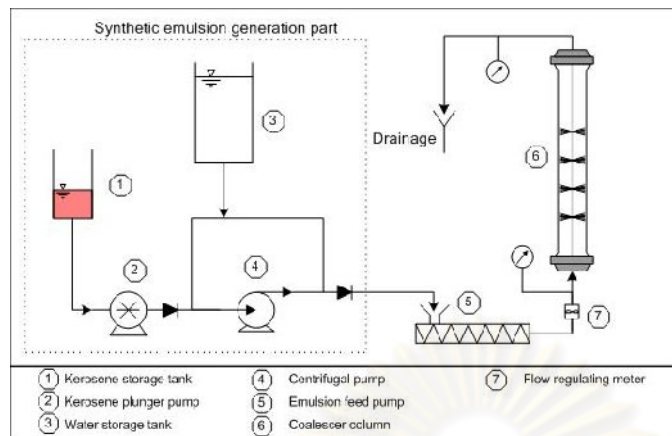 Synthetic emulsion generation part
3
Drainage
1
6
2
4
5
7
1 Kerosene storage tank
4 Centrifugal pump
7 Flow regulating meter
2 Kerosene plunger pump
5 Emulsion feed pump
3 Water storage tank
6 Coalescer column